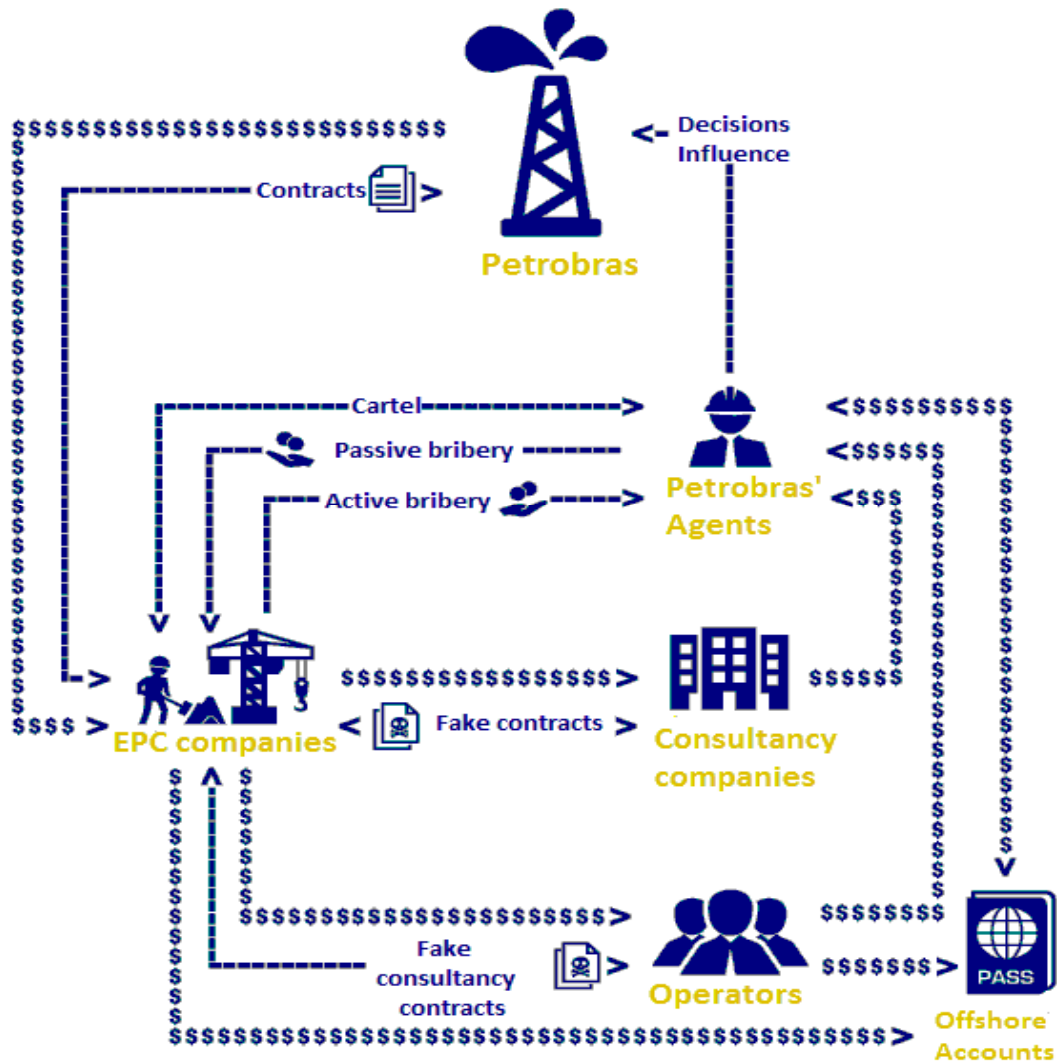 Decisions
Influence
Contracts
Petrobras
Cartel
Passive bribery
Active bribery
Petrobras'
Agents
Fake contracts
EPC companies
Consultancy
companies
Fake
consultancy
contracts
Operators
PASS
Offshore
Accounts